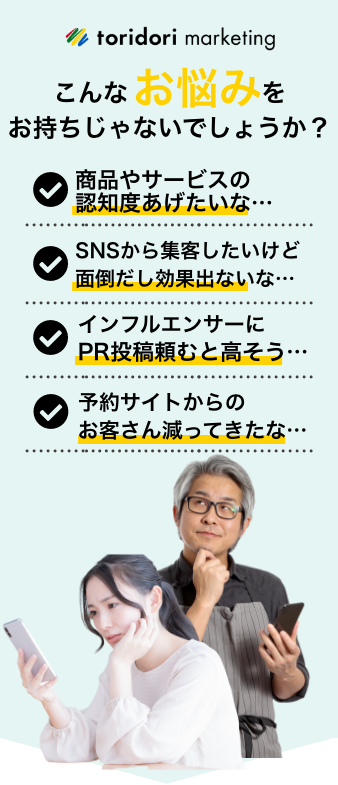 toridori marketing
こんなお悩みを
お持ちじゃないでしょうか？
商品やサービスの
認知度あげたいな…
SNSから集客したいけど
面倒だし効果出ないな…
インフルエンサーに
PR投稿頼むと高そう…
予約サイトからの
お客さん減ってきたな…